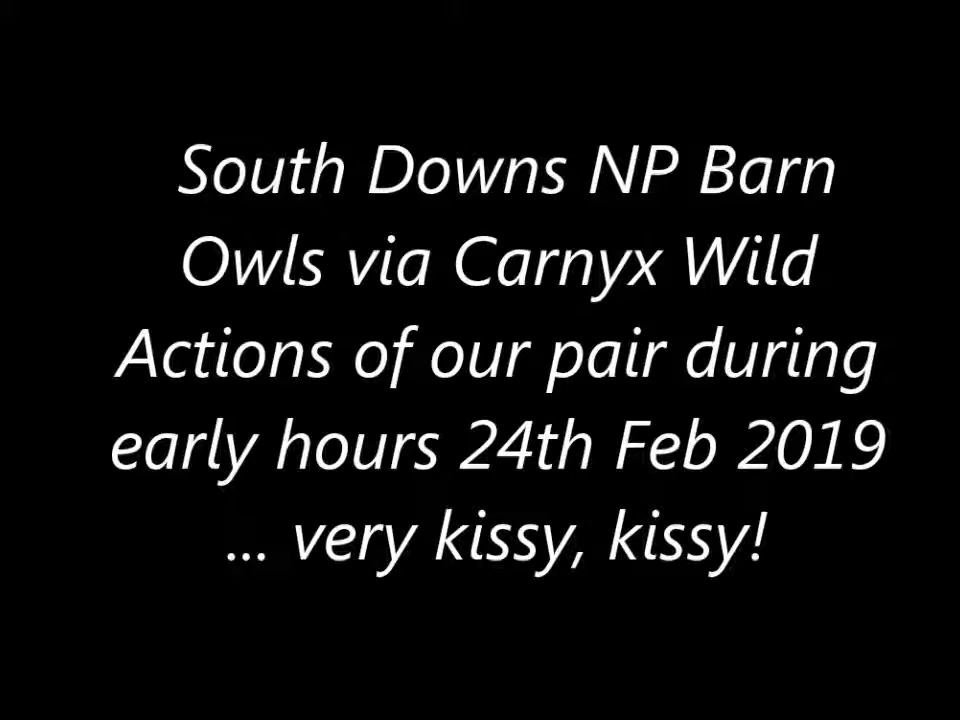 South Downs NP Barn
Owls via Carnyx Wild
Actions of our pair during
early hours 24th Feb 2019
... very kissy, kissy!